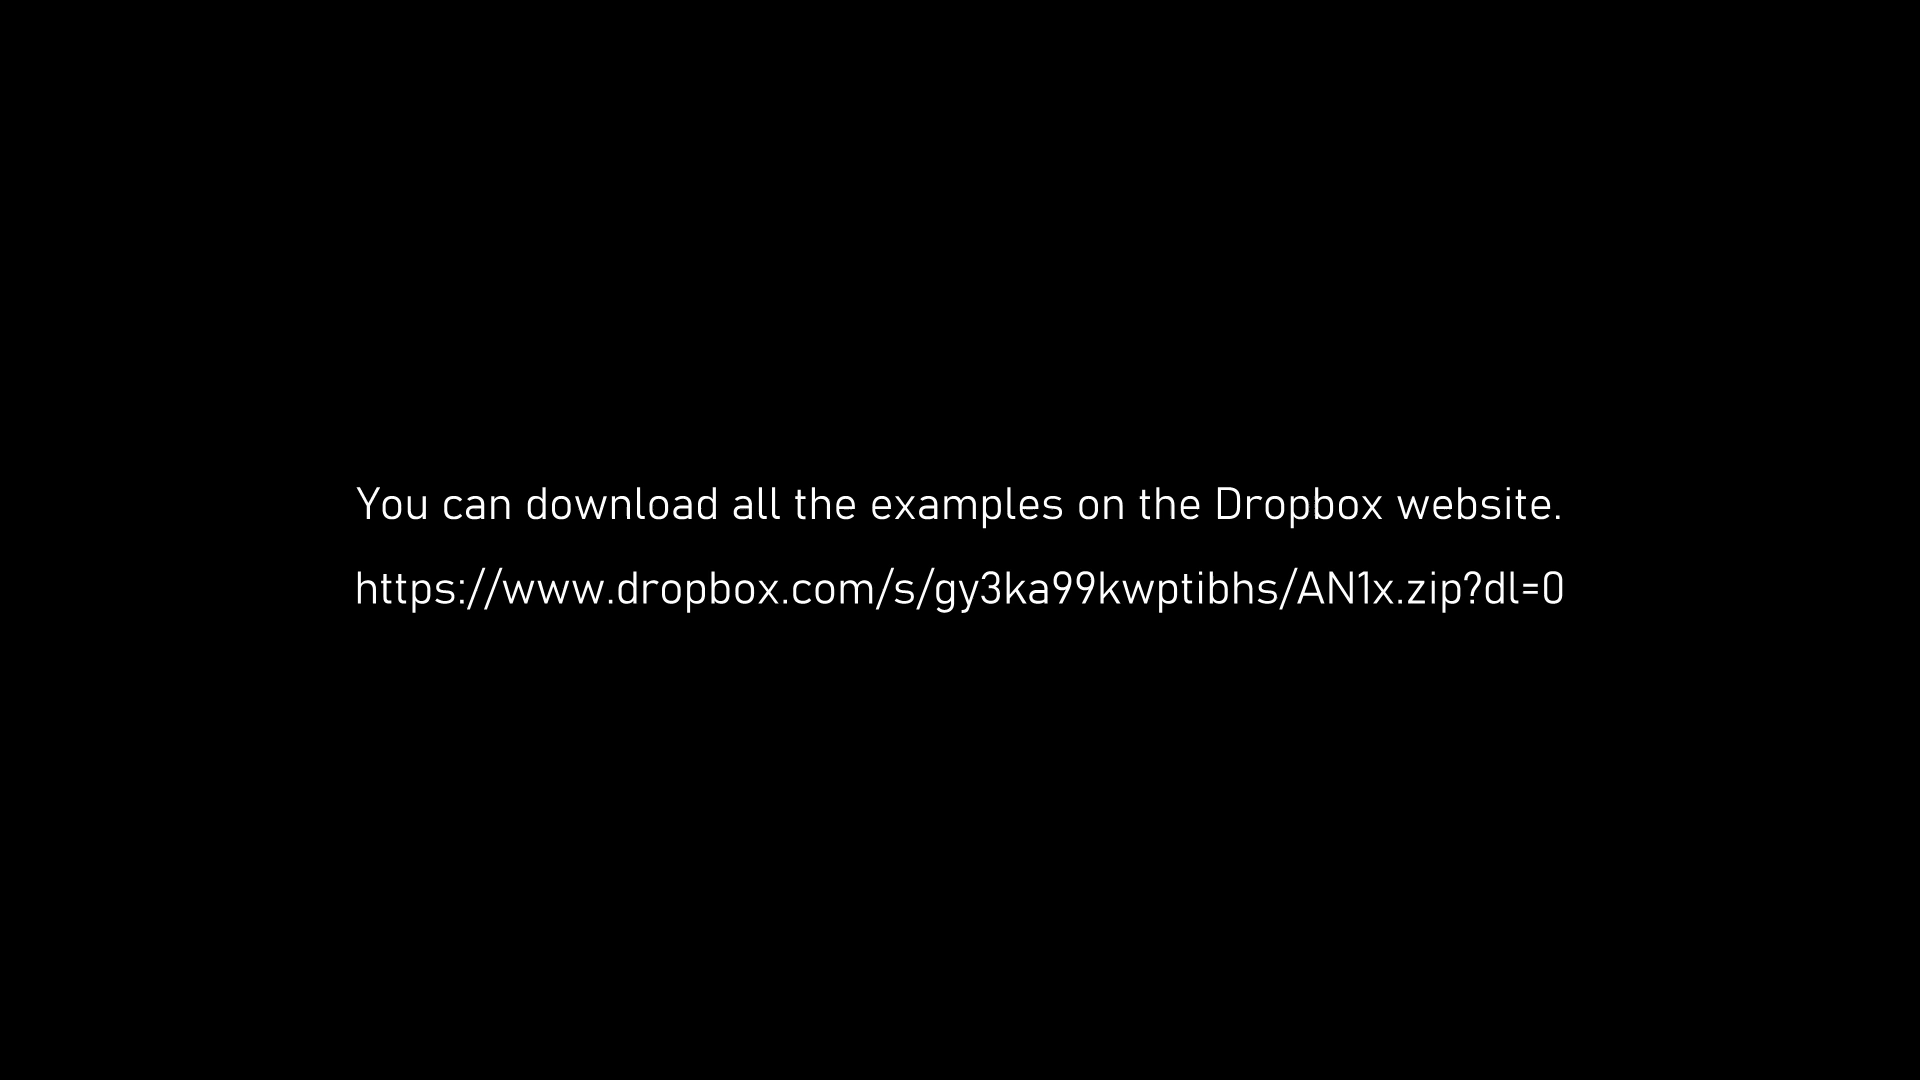 You can download all the examples on the Dropbox website.
https://www.dropbox.com/s/gy3ka99kwptibhs/AN1x.zip?dl=0